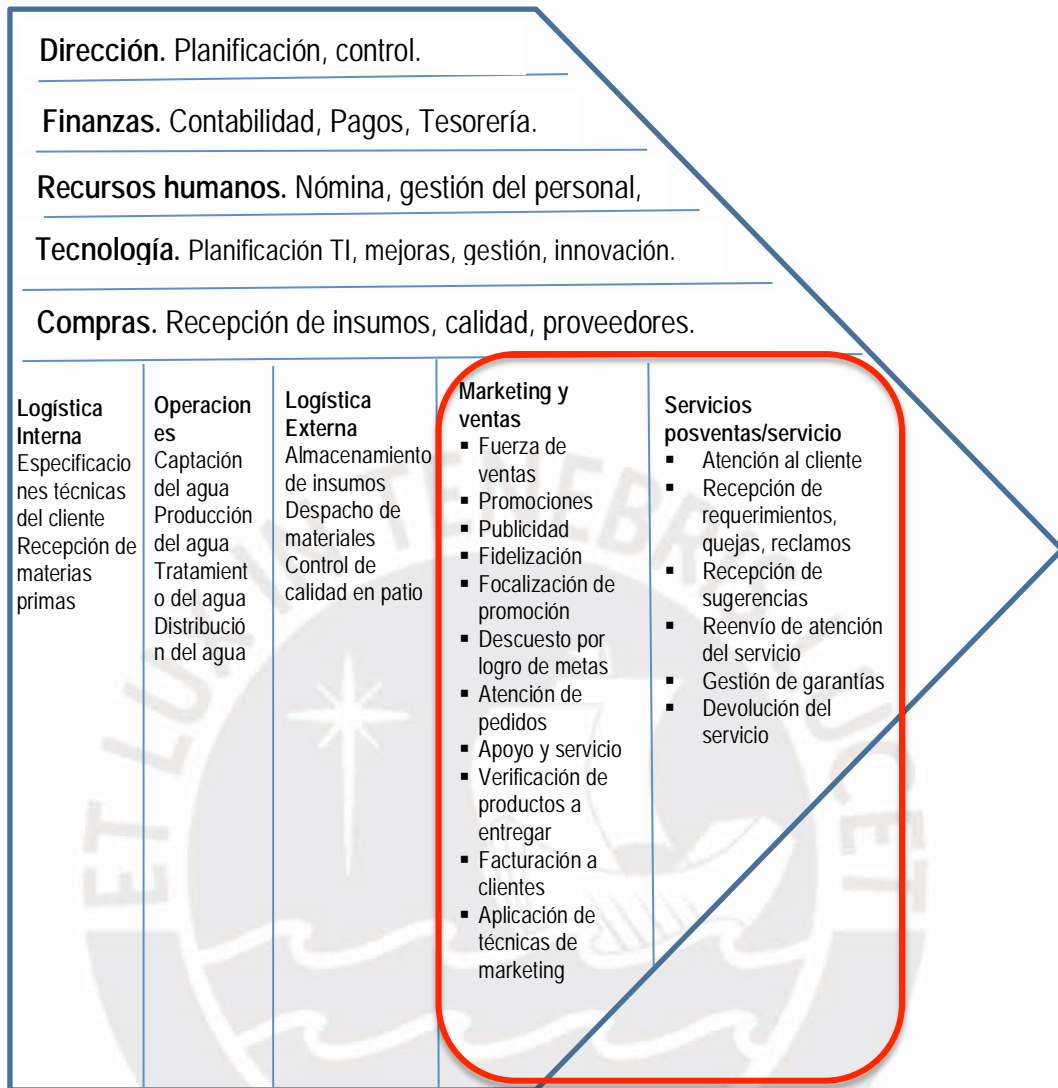 Dirección. Planificación, control.
Finanzas. Contabilidad, Pagos, Tesorería.
Recursos humanos. Nómina, gestión del personal,
Tecnología. Planificación TI, mejoras, gestión, innovación.
Compras. Recepción de insumos, calidad, proveedores.
Logística
Interna
Especificacio
nes técnicas
del cliente
Recepción de
materias
primas
Operacion
es
Captación
del agua
Producción
del agua
Tratamient
o del agua
Distribució
n del agua
Logística
Externa
Almacenamiento
de insumos
Despacho de
materiales
Control de
calidad en patio
Marketing y
ventas
▪ Fuerza de
ventas
▪ Promociones
▪ Publicidad
▪ Fidelización
▪ Focalización de
promoción
▪ Descuesto por
logro de metas
▪ Atención de
pedidos
▪ Apoyo y servicio
▪ Verificación de
productos a
entregar
▪ Facturación a
clientes
▪ Aplicación de
técnicas de
marketing
Servicios
posventas/servicio
▪ Atención al cliente
▪ Recepción de
requerimientos,
quejas, reclamos
▪ Recepción de
sugerencias
▪ Reenvío de atención
del servicio
▪ Gestión de garantías
▪ Devolución del
servicio
ET LUX IN TENEBRIS LUCET